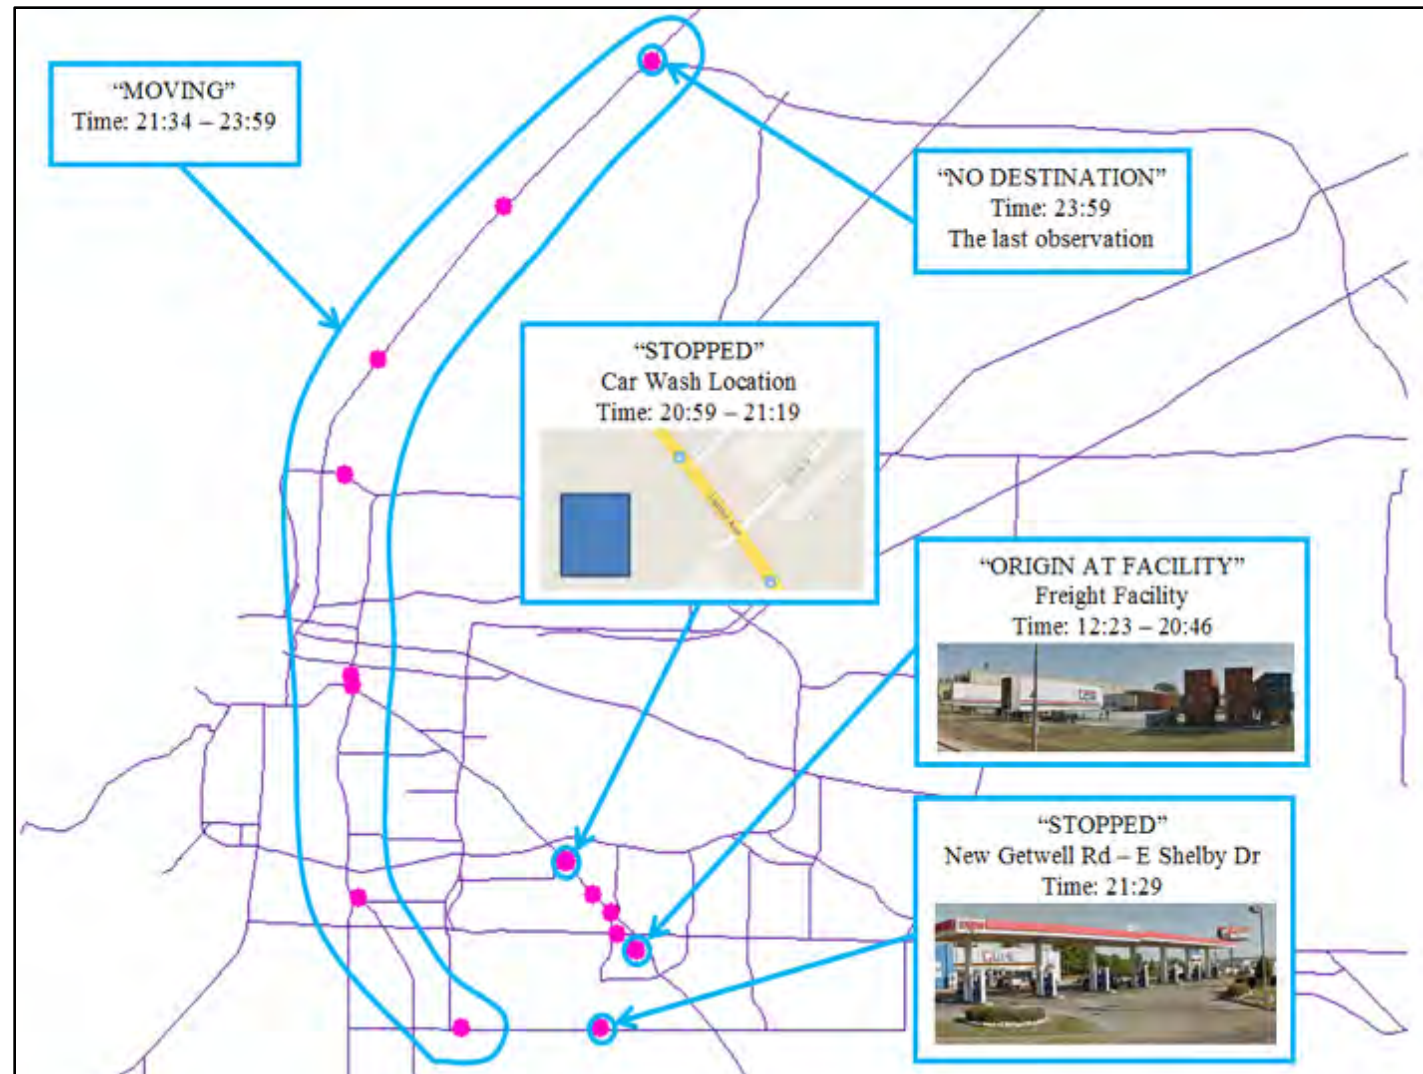 “MOVING”
Time: 21:34 – 23:59
“NO DESTINATION”
Time: 23:59
The last observation
“STOPPED”
Car Wash Location
Time: 20:59 – 21:19
“ORIGIN AT FACILITY”
Freight Facility
Time: 12:23 – 20:46
“STOPPED”
New Getwell Rd – E Shelby Dr
Time: 21:29